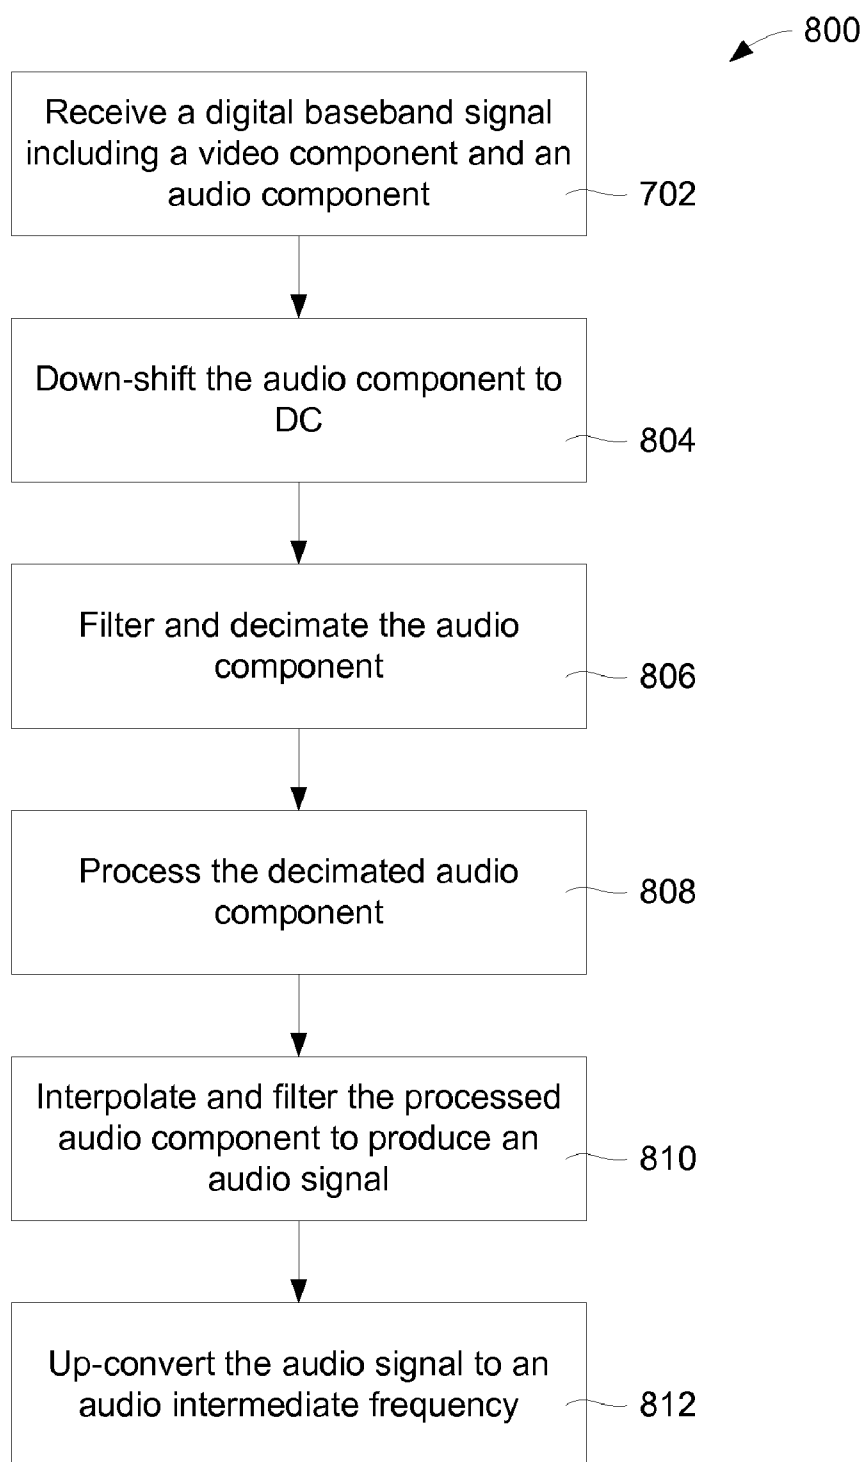 800
Receive a digital baseband signal
including a video component and an
audio component
702
Down-shift the audio component to
DC
804
Filter and decimate the audio
component
806
Process the decimated audio
component
808
Interpolate and filter the processed
audio component to produce an
audio signal
810
Up-convert the audio signal to an
audio intermediate frequency
812